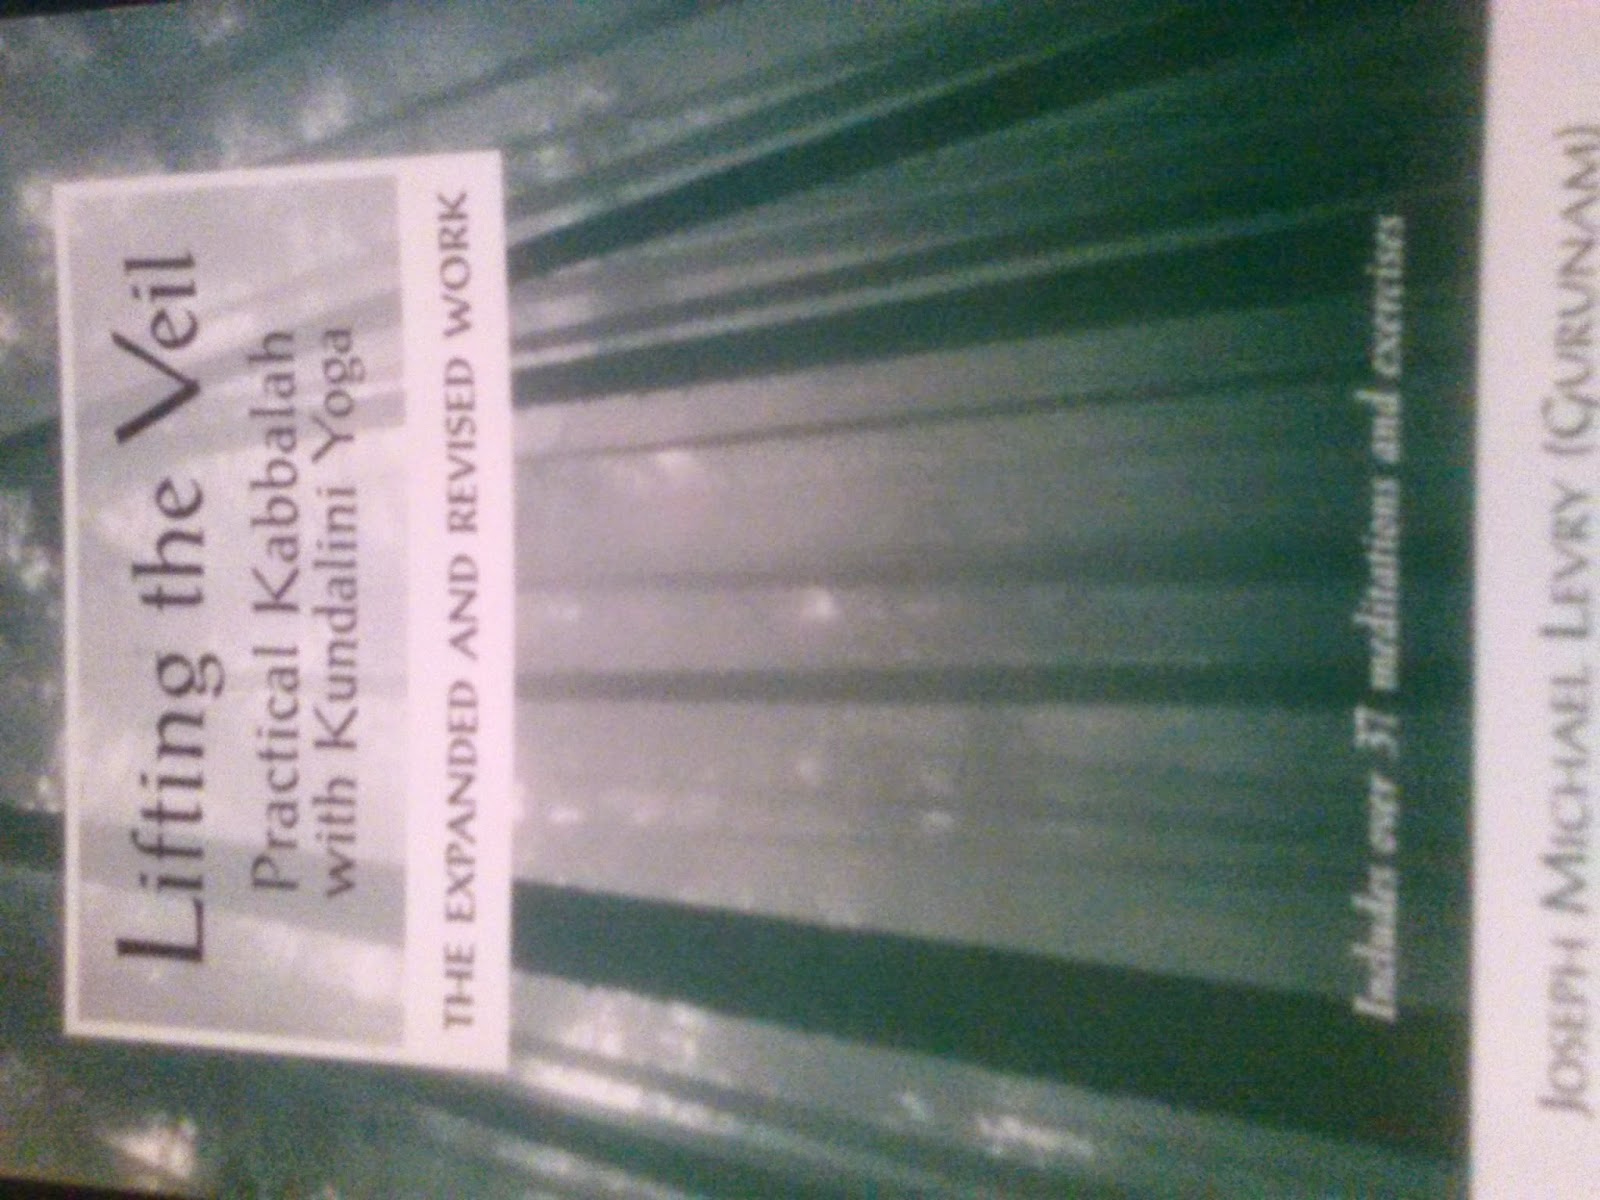 Lifting the Veil
Practical Kabbalah
with Kundalini Yoga
THE EXPANDED AND REVISED WORK
Includes over 37 meditations and exercises
JOSEPH MICHAEL LEVRY (GURUNAM)